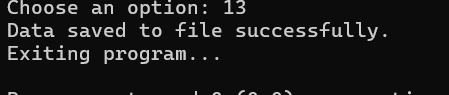 Choose an option: 13
Data saved to file successfully.
Exiting program...